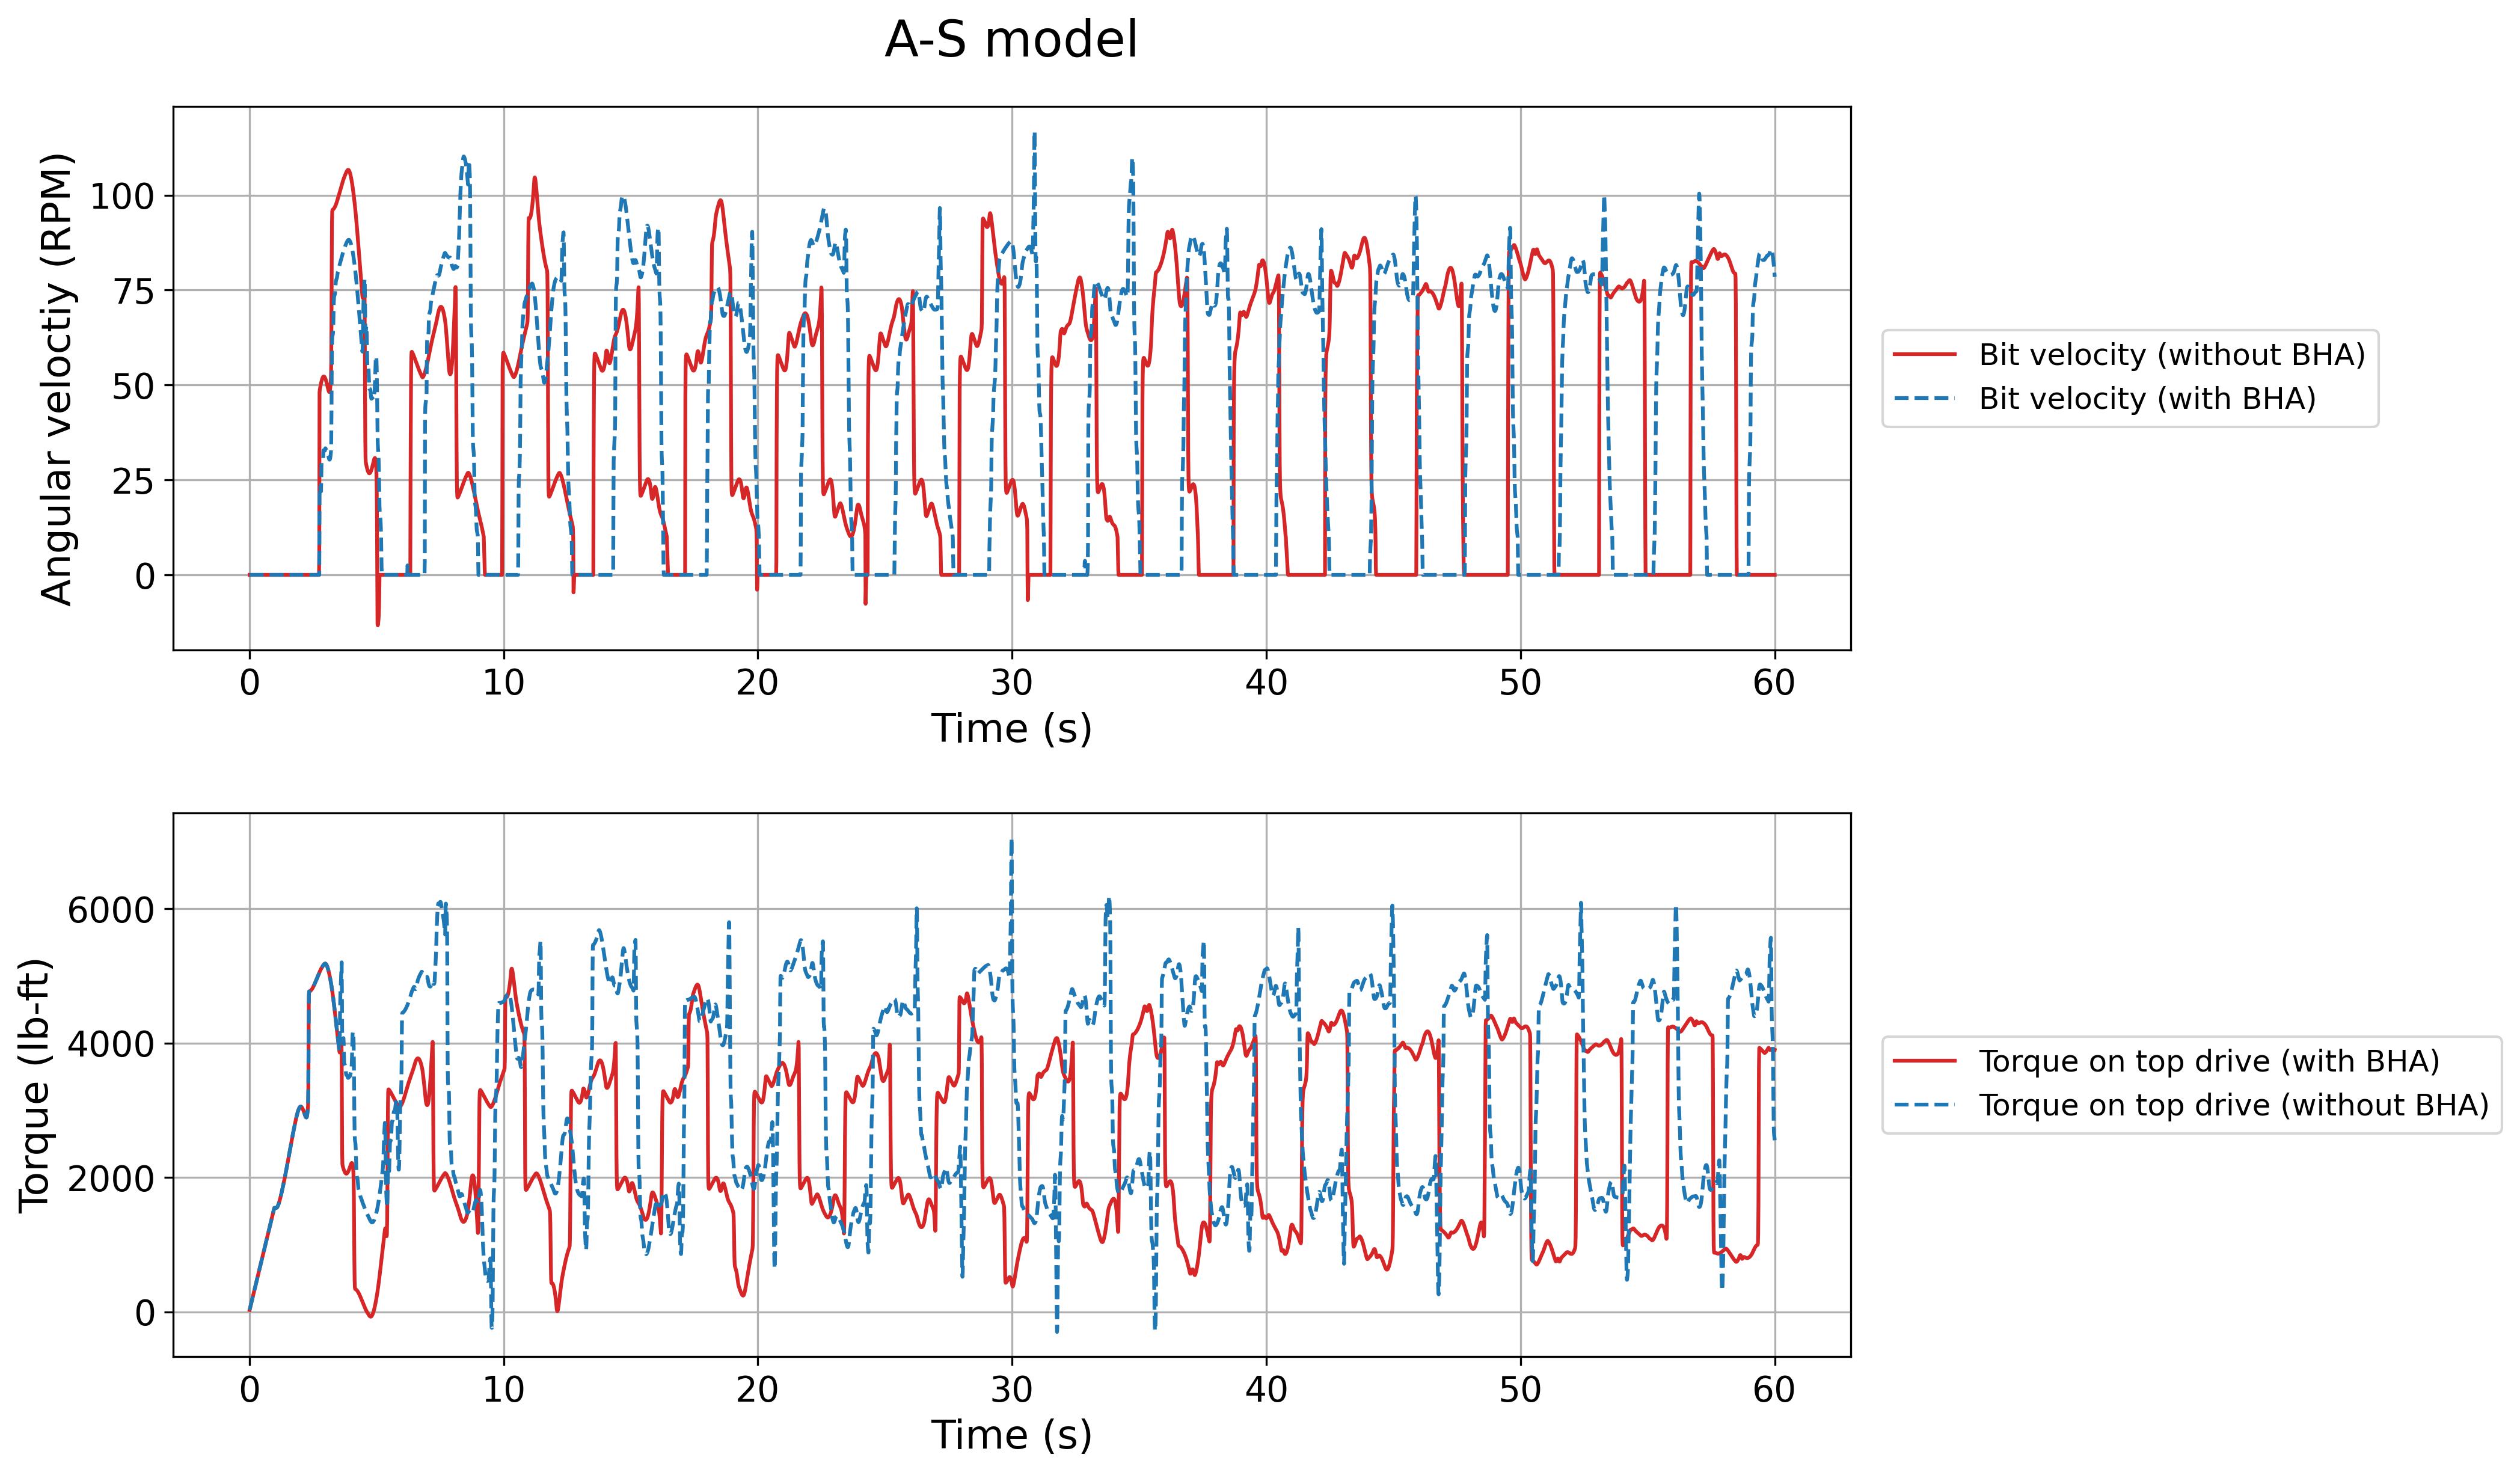 A-S model
Angular veloctiy (RPM)
100
75
50
25
0
0 10 20 30 40 50 60
Time (s)
Bit velocity (without BHA)
Bit velocity (with BHA)
Torque (lb-ft)
6000
4000
2000
0
0 10 20 30 40 50 60
Time (s)
Torque on top drive (with BHA)
Torque on top drive (without BHA)